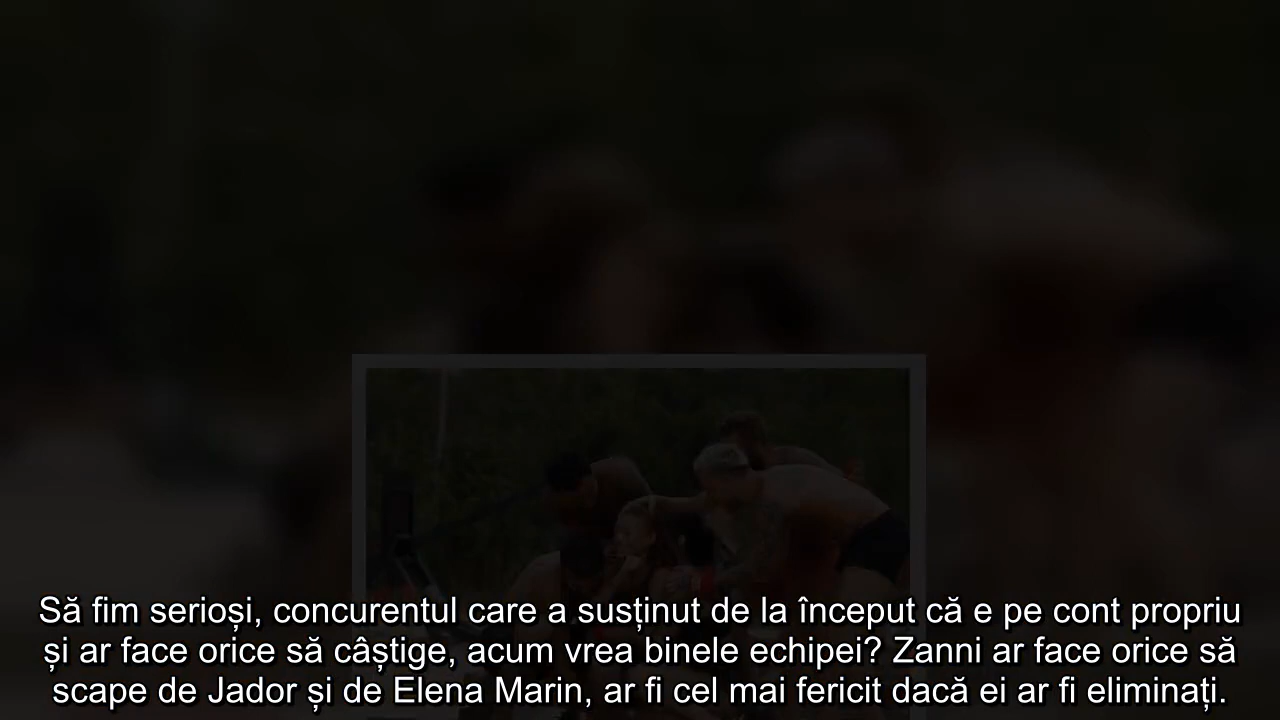 Să fim serioși, concurentul care a susținut de la început că e pe cont propriu
și ar face orice să câștige, acum vrea binele echipei? Zanni ar face orice să
scape de Jador și de Elena Marin, ar fi cel mai fericit dacă ei ar fi eliminați.